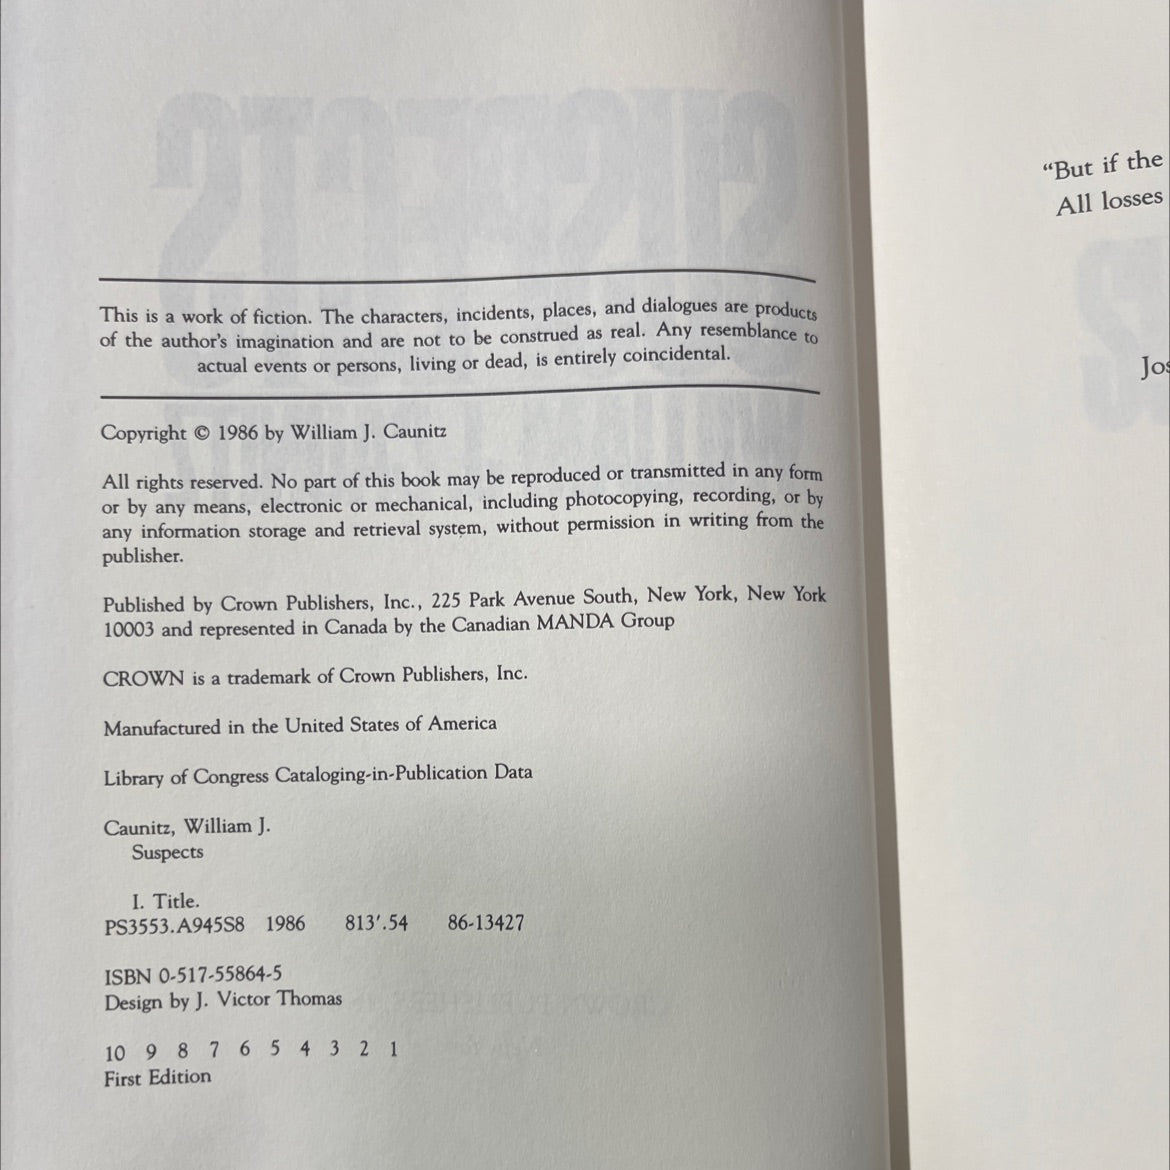 This is a work of fiction. The characters, incidents, places, and dialogues are products
of the author's imagination and are not to be construed as real. Any resemblance to
actual events or persons, living or dead, is entirely coincidental.
Copyright © 1986 by William J. Caunitz
All rights reserved. No part of this book may be reproduced or transmitted in any form
or by any means, electronic or mechanical, including photocopying, recording, or by
any information storage and retrieval system, without permission in writing from the
publisher.
Published by Crown Publishers, Inc., 225 Park Avenue South, New York, New York
10003 and represented in Canada by the Canadian MANDA Group
CROWN is a trademark of Crown Publishers, Inc.
Manufactured in the United States of America
Library of Congress Cataloging-in-Publication Data
Caunitz, William J.
Suspects
I. Title.
PS3553.A945S8 1986 813′.54 86-13427
ISBN 0-517-55864-5
Design by J. Victor Thomas
10 9 8 7 6 5 4 3 2 1
First Edition
“But if the
All losses
Jos